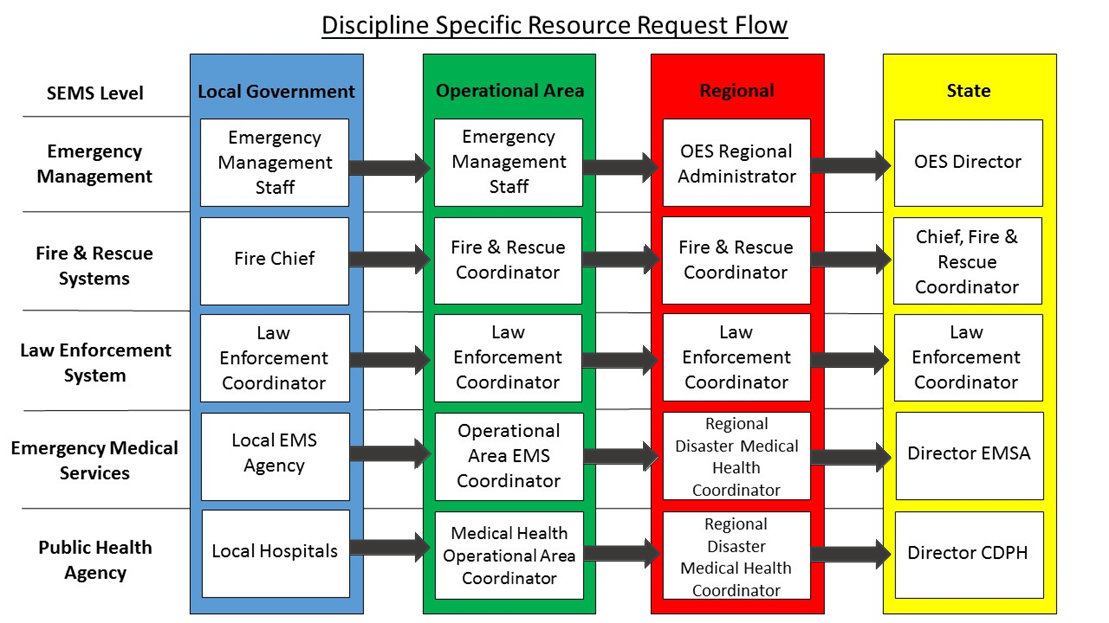 Discipline Specific Resource Request Flow
SEMS Level
Local Government
Operational Area
Regional
State
Emergency
Management
Emergency
Management
Staff
Emergency
Management
Staff
OES Regional
Administrator
OES Director
Fire & Rescue
Systems
Fire Chief
Fire & Rescue
Coordinator
Fire & Rescue
Coordinator
Chief, Fire &
Rescue
Coordinator
Law Enforcement
System
Law
Enforcement
Coordinator
Law
Enforcement
Coordinator
Law
Enforcement
Coordinator
Law
Enforcement
Coordinator
Emergency Medical
Services
Local EMS
Agency
Operational
Area EMS
Coordinator
Regional
Disaster Medical
Health
Coordinator
Director EMSA
Public Health
Agency
Local Hospitals
Medical Health
Operational Area
Coordinator
Regional
Disaster
Medical Health
Coordinator
Director CDPH